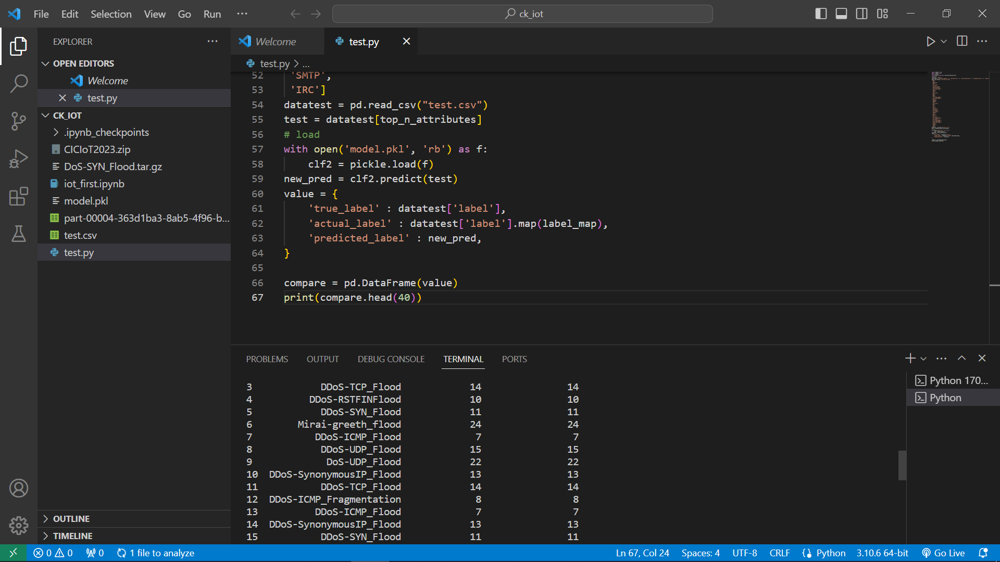 File Edit Selection View Go Run ···
ck_iot
EXPLORER
OPEN EDITORS
Welcome
test.py
CK_IOT
.ipynb_checkpoints
CICIoT2023.zip
DoS-SYN_Flood.tar.gz
iot_first.ipynb
model.pkl
part-00004-363d1ba3-8ab5-4f96-b...
test.csv
test.py
OUTLINE
TIMELINE
Welcome test.py
test.py > ...
52 'SMTP',
53 'IRC']
54 datatest = pd.read_csv("test.csv")
55 test = datatest[top_n_attributes]
56 # load
57 with open('model.pkl', 'rb') as f:
58 clf2 = pickle.load(f)
59 new_pred = clf2.predict(test)
60 value = {
61 'true_label' : datatest['label'],
62 'actual_label' : datatest['label'].map(label_map),
63 'predicted_label' : new_pred,
64 }
65
66 compare = pd.DataFrame(value)
67 print(compare.head(40))
PROBLEMS OUTPUT DEBUG CONSOLE TERMINAL PORTS
3 DDoS-TCP_Flood 14 14
4 DDoS-RSTFINFlood 10 10
5 DDoS-SYN_Flood 11 11
6 Mirai-greeth_flood 24 24
7 DDoS-ICMP_Flood 7 7
8 DDoS-UDP_Flood 15 15
9 DoS-UDP_Flood 22 22
10 DDoS-SynonymousIP_Flood 13 13
11 DDoS-TCP_Flood 14 14
12 DDoS-ICMP_Fragmentation 8 8
13 DDoS-ICMP_Flood 7 7
14 DDoS-SynonymousIP_Flood 13 13
15 DDoS-SYN_Flood 11 11
Python 170...
Python
0 0 0 1 file to analyze Ln 67, Col 24 Spaces: 4 UTF-8 CRLF Python 3.10.6 64-bit Go Live